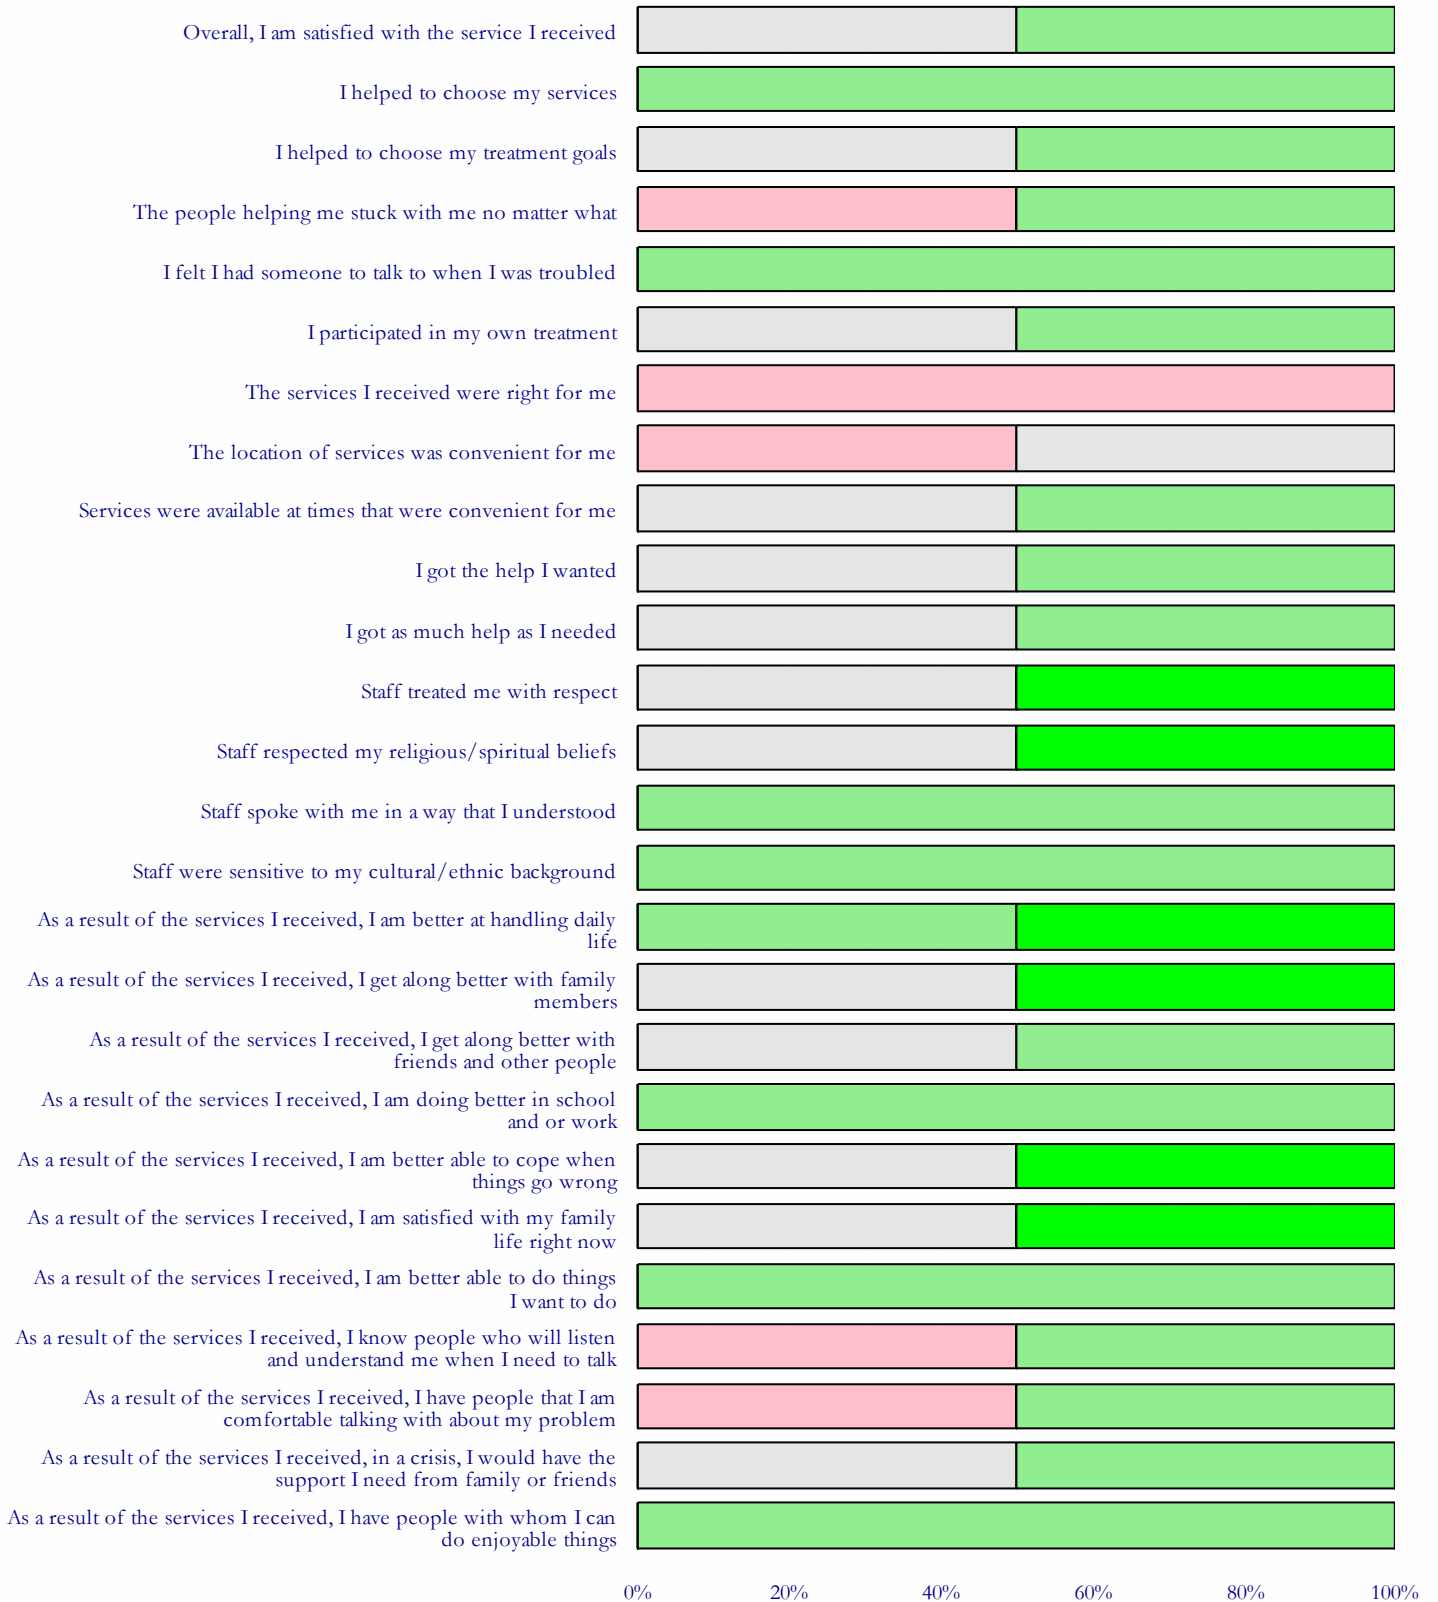 Overall, I am satisfied with the service I received
I helped to choose my services
I helped to choose my treatment goals
The people helping me stuck with me no matter what
I felt I had someone to talk to when I was troubled
I participated in my own treatment
The services I received were right for me
The location of services was convenient for me
Services were available at times that were convenient for me
I got the help I wanted
I got as much help as I needed
Staff treated me with respect
Staff respected my religious/spiritual beliefs
Staff spoke with me in a way that I understood
Staff were sensitive to my cultural/ethnic background
As a result of the services I received, I am better at handling daily
life
As a result of the services I received, I get along better with family
members
As a result of the services I received, I get along better with
friends and other people
As a result of the services I received, I am doing better in school
and or work
As a result of the services I received, I am better able to cope when
things go wrong
As a result of the services I received, I am satisfied with my family
life right now
As a result of the services I received, I am better able to do things
I want to do
As a result of the services I received, I know people who will listen
and understand me when I need to talk
As a result of the services I received, I have people that I am
comfortable talking with about my problem
As a result of the services I received, in a crisis, I would have the
support I need from family or friends
As a result of the services I received, I have people with whom I can
do enjoyable things
0% 20% 40% 60% 80% 100%